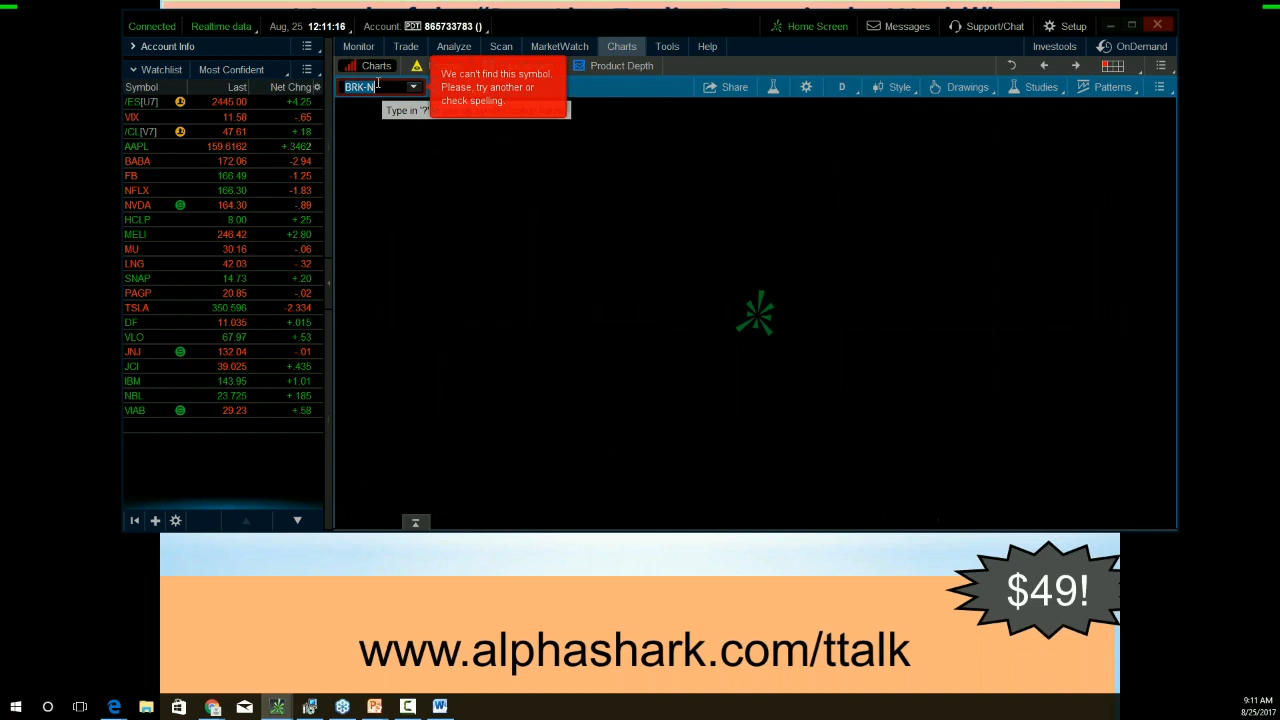 Connected Realtime data Aug, 25 12:11:16 Account: PDT 865733783 () Home Screen Messages Support/Chat Setup
Account Info
Monitor Trade Analyze Scan MarketWatch Charts Tools Help Investools OnDemand
Watchlist Most Confident
Charts Product Depth
Symbol Last Net Chng
BRK-N
We can't find this symbol.
Please, try another or
check spelling.
Share D Style Drawings Studies Patterns
Type in '?'
/ES[U7] 2445.00 +4.25
VIX 11.58 -.65
/CL[V7] 47.61 +.18
AAPL 159.6162 +.3462
BABA 172.06 -2.94
FB 166.49 -1.25
NFLX 166.30 -1.83
NVDA 164.30 -.89
HCLP 8.00 +.25
MELI 246.42 +2.80
MU 30.16 -.06
LNG 42.03 -.32
SNAP 14.73 +.20
PAGP 20.85 -.02
TSLA 350.596 -2.334
DF 11.035 +.015
VLO 67.97 +.53
JNJ 132.04 -.01
JCI 39.025 +.435
IBM 143.95 +1.01
NBL 23.725 +.185
VIAB 29.23 +.58
$49!
www.alphashark.com/ttalk
9:11 AM
8/25/2017